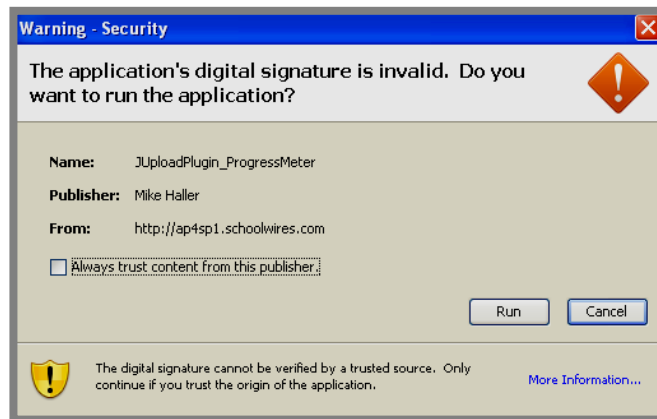 Warning - Security
The application's digital signature is invalid. Do you
want to run the application?
Name: JUploadPlugin_ProgressMeter
Publisher: Mike Haller
From: http://ap4sp1.schoolwires.com
Always trust content from this publisher.
Run Cancel
The digital signature cannot be verified by a trusted source. Only
continue if you trust the origin of the application.
More Information...